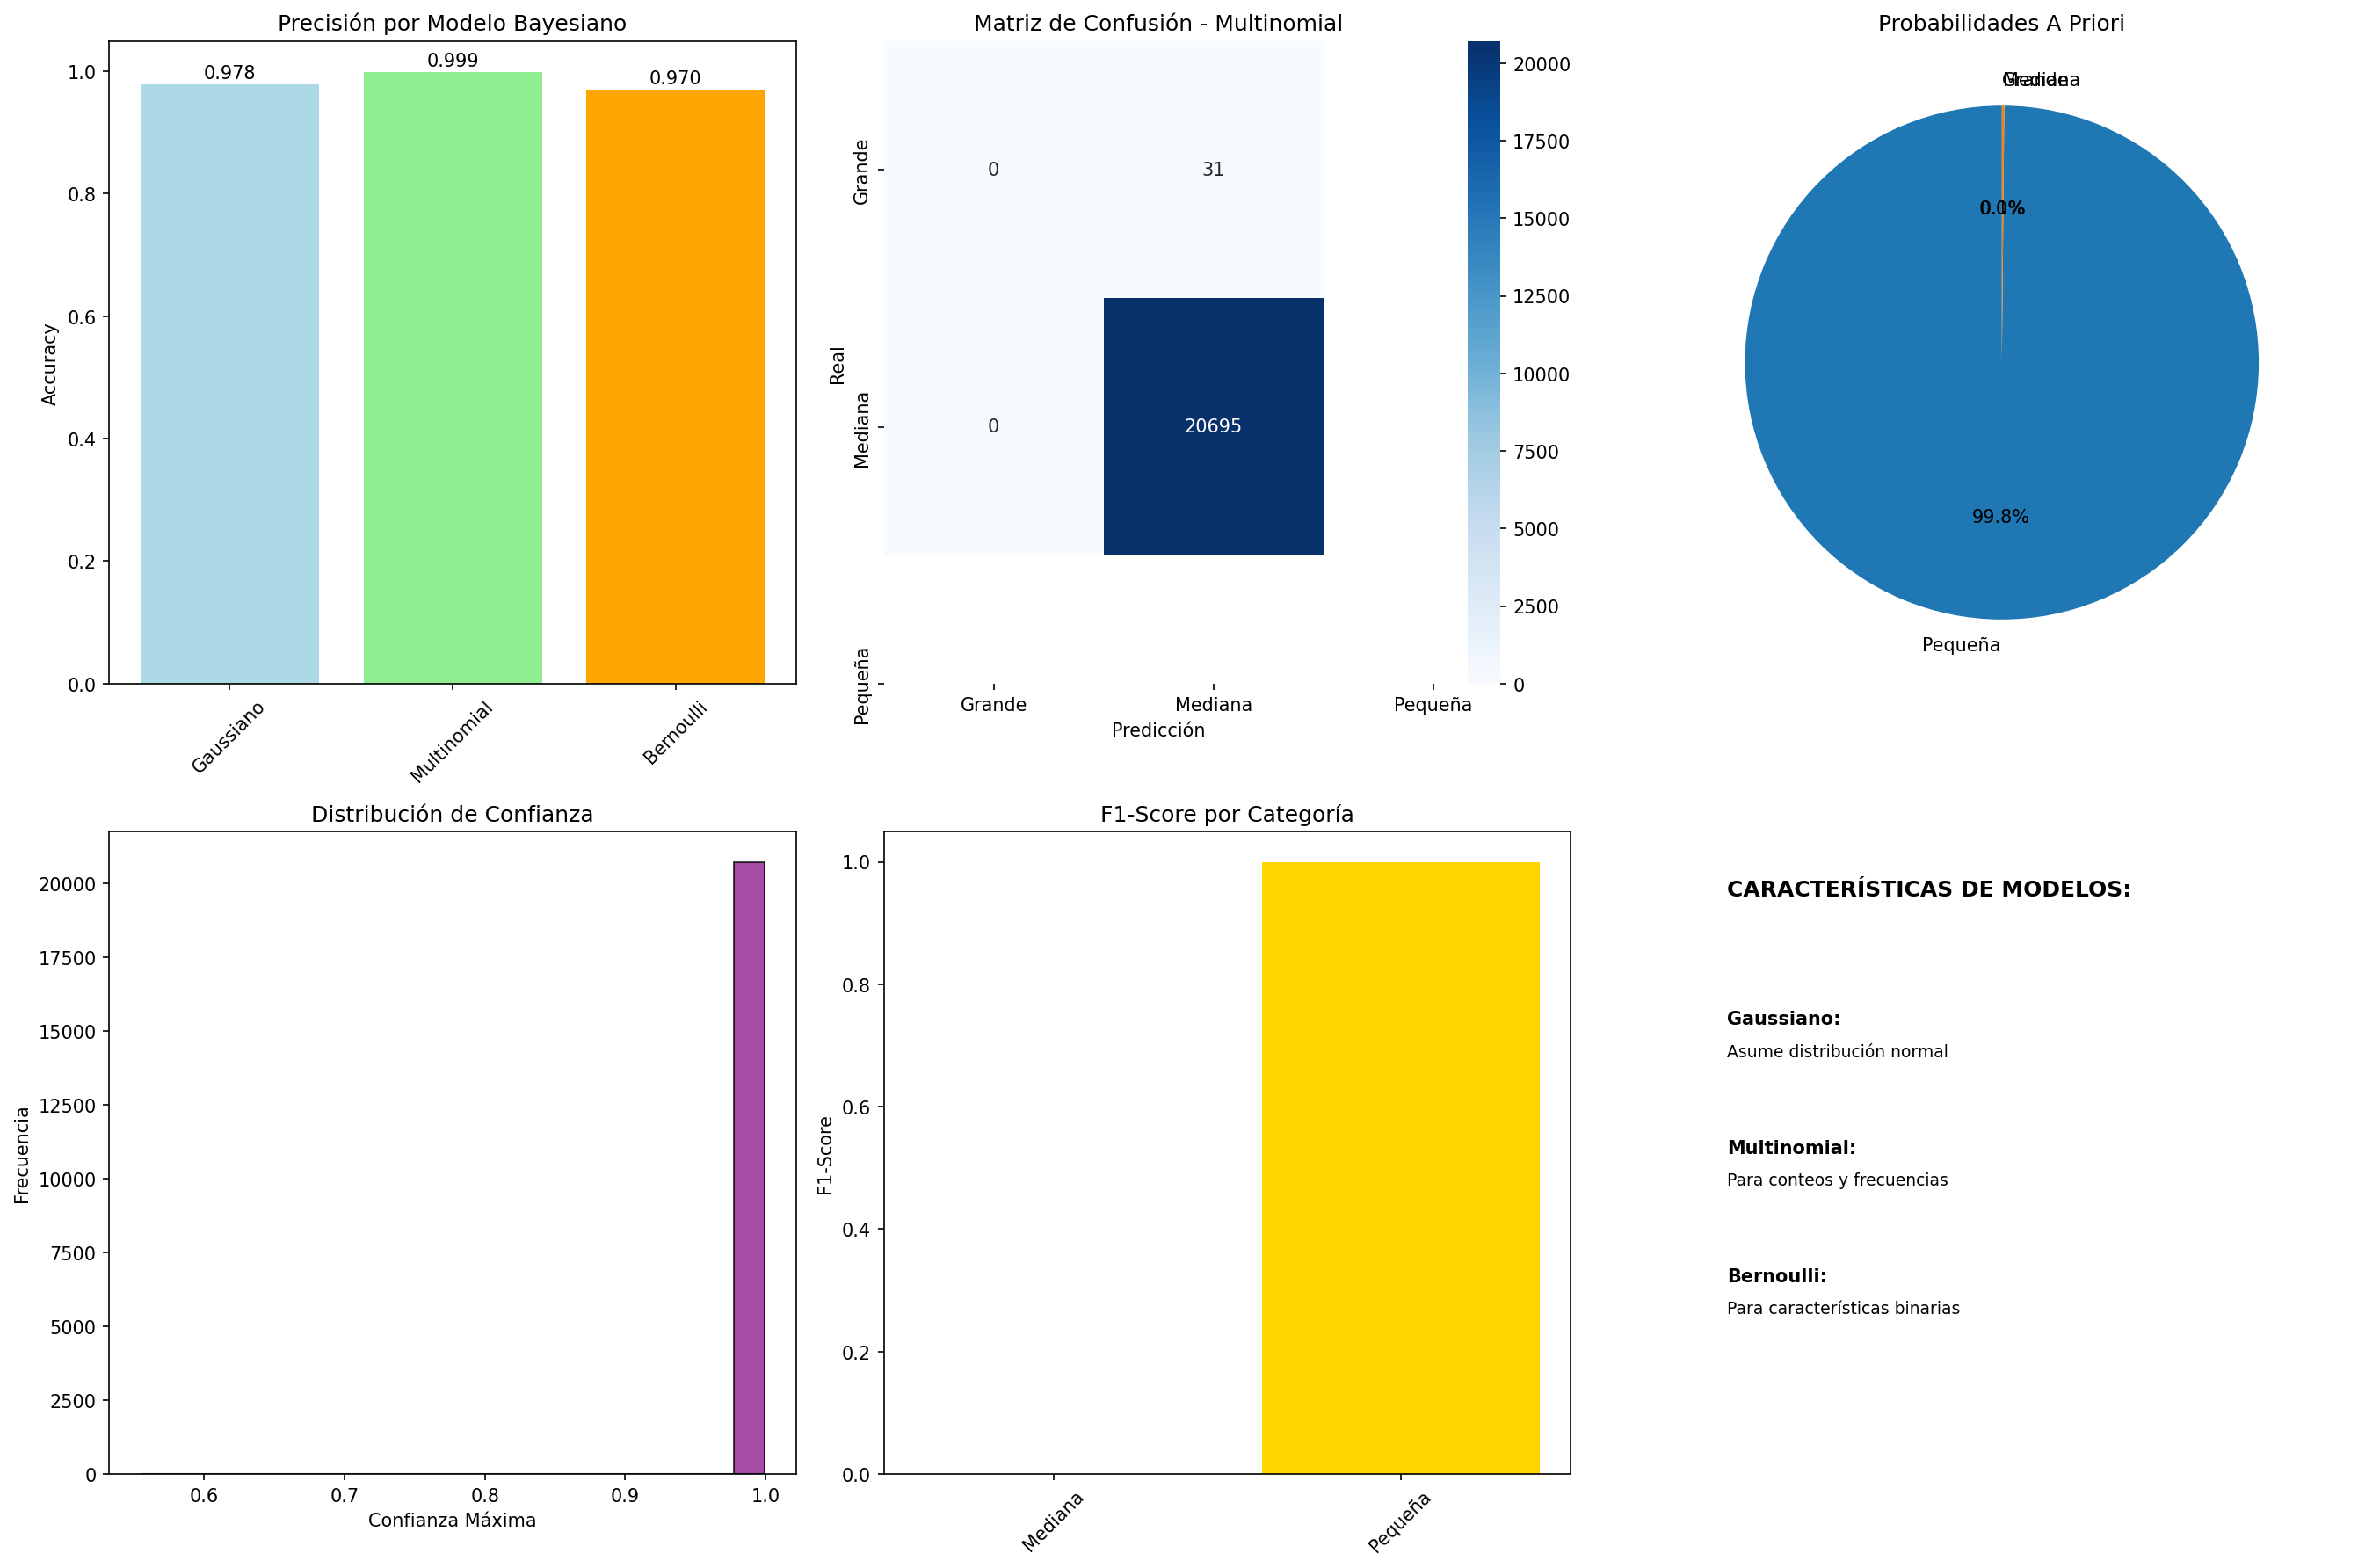 Precisión por Modelo Bayesiano
0.978
0.999
0.970
1.0
0.8
0.6
0.4
0.2
0.0
Accuracy
Gaussiano
Multinomial
Bernoulli
Matriz de Confusión - Multinomial
0
31
0
20695
Real
Grande
Mediana
Pequeña
Grande
Mediana
Pequeña
Predicción
20000
17500
15000
12500
10000
7500
5000
2500
0
Probabilidades A Priori
Mediana
99.8%
Pequeña
Distribución de Confianza
20000
17500
15000
12500
10000
7500
5000
2500
0
Frecuencia
0.6
0.7
0.8
0.9
1.0
Confianza Máxima
F1-Score por Categoría
1.0
0.8
0.6
0.4
0.2
0.0
F1-Score
Mediana
Pequeña
CARACTERÍSTICAS DE MODELOS:
Gaussiano:
Asume distribución normal
Multinomial:
Para conteos y frecuencias
Bernoulli:
Para características binarias